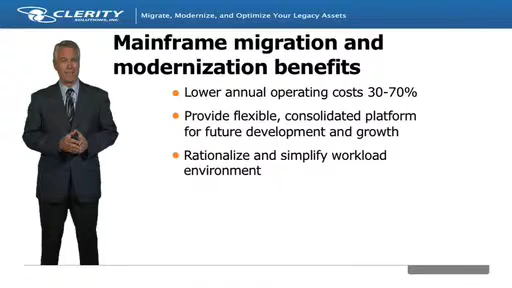 CLERITY
SOLUTIONS, INC
Migrate, Modernize, and Optimize Your Legacy Assets
Mainframe migration and
modernization benefits
Lower annual operating costs 30-70%
Provide flexible, consolidated platform
for future development and growth
Rationalize and simplify workload
environment